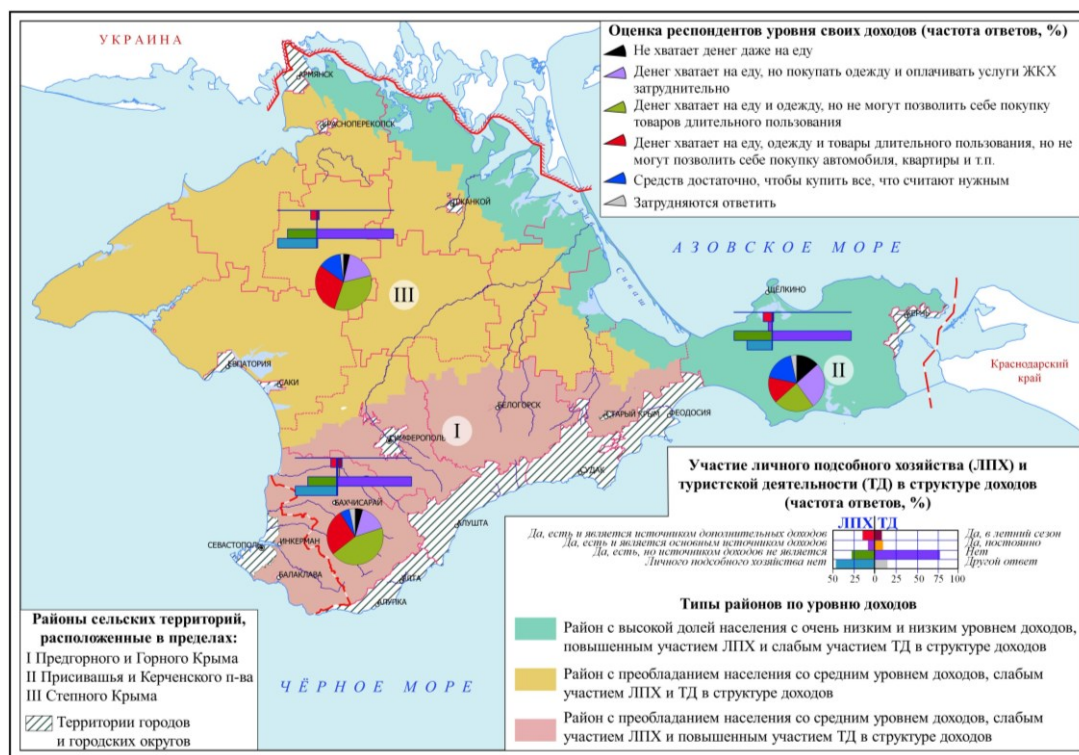 УКРАИНА
Оценка респондентов уровня своих доходов (частота ответов, %)
Не хватает денег даже на еду
Денег хватает на еду, но покупать одежду и оплачивать услуги ЖКХ
затруднительно
Денег хватает на еду и одежду, но не могут позволить себе покупку
товаров длительного пользования
Денег хватает на еду, одежду и товары длительного пользования, но не
могут позволить себе покупку автомобиля, квартиры и т.п.
Средств достаточно, чтобы купить все, что считают нужным
Затрудняются ответить
АРМЯНСК
КРАСНОПЕРЕКОПСК
ДЖАНКОЙ
АЗОВСКОЕ МОРЕ
Сиваш
III
ЩЁЛКИНО
КЕРЧЬ
II
Краснодарский
край
ЕВПАТОРИЯ
САКИ
БЕЛОГОРСК
СТАРЫЙ КРЫМ
ФЕОДОСИЯ
I
СИМФЕРОПОЛЬ
СУДАК
БАХЧИСАРАЙ
АЛУШТА
СЕВАСТОПОЛЬ
ИНКЕРМАН
БАЛАКЛАВА
ЯЛТА
АЛУПКА
ЧЁРНОЕ МОРЕ
Участие личного подсобного хозяйства (ЛПХ) и
туристской деятельности (ТД) в структуре доходов
(частота ответов, %)
ЛПХ ТД
Да, есть и является источником дополнительных доходов Да, в летний сезон
Да, есть и является основным источником доходов Да, постоянно
Да, есть, но источником доходов не является Нет
Личного подсобного хозяйства нет Другой ответ
50 25 0 25 50 75 100
Типы районов по уровню доходов
Район с высокой долей населения с очень низким и низким уровнем доходов,
повышенным участием ЛПХ и слабым участием ТД в структуре доходов
Район с преобладанием населения со средним уровнем доходов, слабым
участием ЛПХ и ТД в структуре доходов
Район с преобладанием населения со средним уровнем доходов, слабым
участием ЛПХ и повышенным участием ТД в структуре доходов
Районы сельских территорий,
расположенные в пределах:
I Предгорного и Горного Крыма
II Присивашья и Керченского п-ва
III Степного Крыма
Территории городов
и городских округов